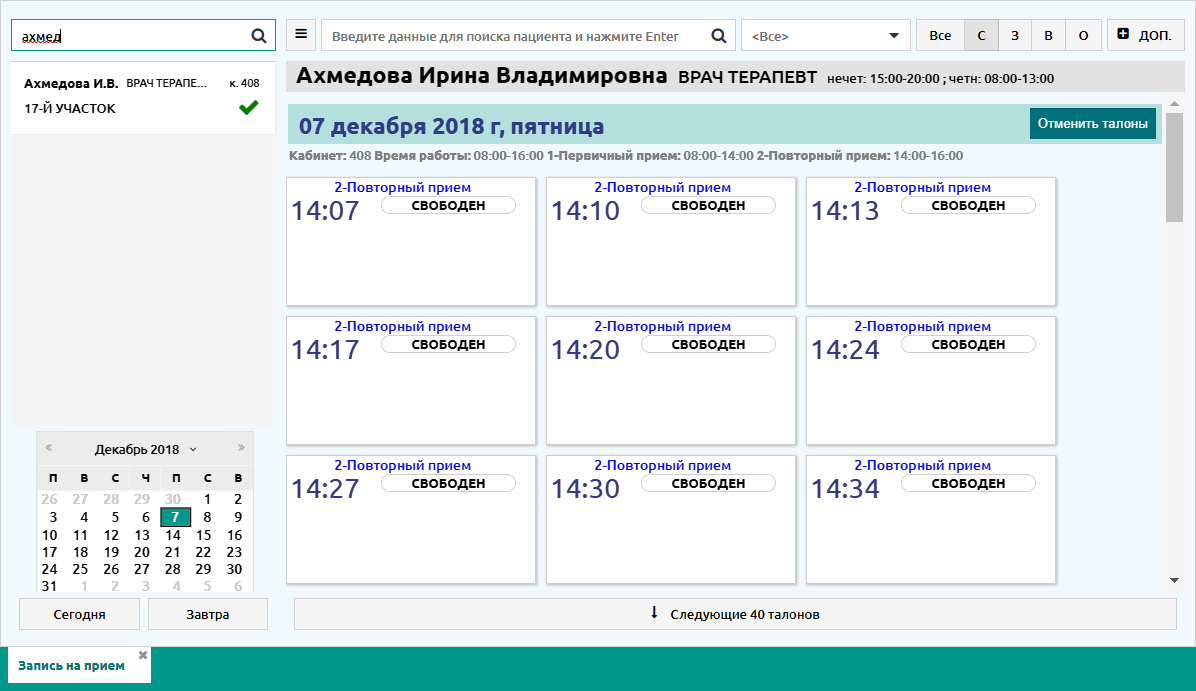 ахмед
Введите данные для поиска пациента и нажмите Enter
<Все>
Все С З В О
ДОП.
Ахмедова И.В. ВРАЧ ТЕРАПЕ... к. 408
17-Й УЧАСТОК
Ахмедова Ирина Владимировна ВРАЧ ТЕРАПЕВТ нечет: 15:00-20:00 ; четн: 08:00-13:00
07 декабря 2018 г, пятница
Отменить талоны
Кабинет: 408 Время работы: 08:00-16:00 1-Первичный прием: 08:00-14:00 2-Повторный прием: 14:00-16:00
2-Повторный прием 2-Повторный прием 2-Повторный прием
14:07 СВОБОДЕН 14:10 СВОБОДЕН 14:13 СВОБОДЕН
2-Повторный прием 2-Повторный прием 2-Повторный прием
14:17 СВОБОДЕН 14:20 СВОБОДЕН 14:24 СВОБОДЕН
2-Повторный прием 2-Повторный прием 2-Повторный прием
14:27 СВОБОДЕН 14:30 СВОБОДЕН 14:34 СВОБОДЕН
« Декабрь 2018 »
П В С Ч П С В
26 27 28 29 30 1 2
3 4 5 6 7 8 9
10 11 12 13 14 15 16
17 18 19 20 21 22 23
24 25 26 27 28 29 30
31 1 2 3 4 5 6
Сегодня Завтра
Следующие 40 талонов
Запись на прием